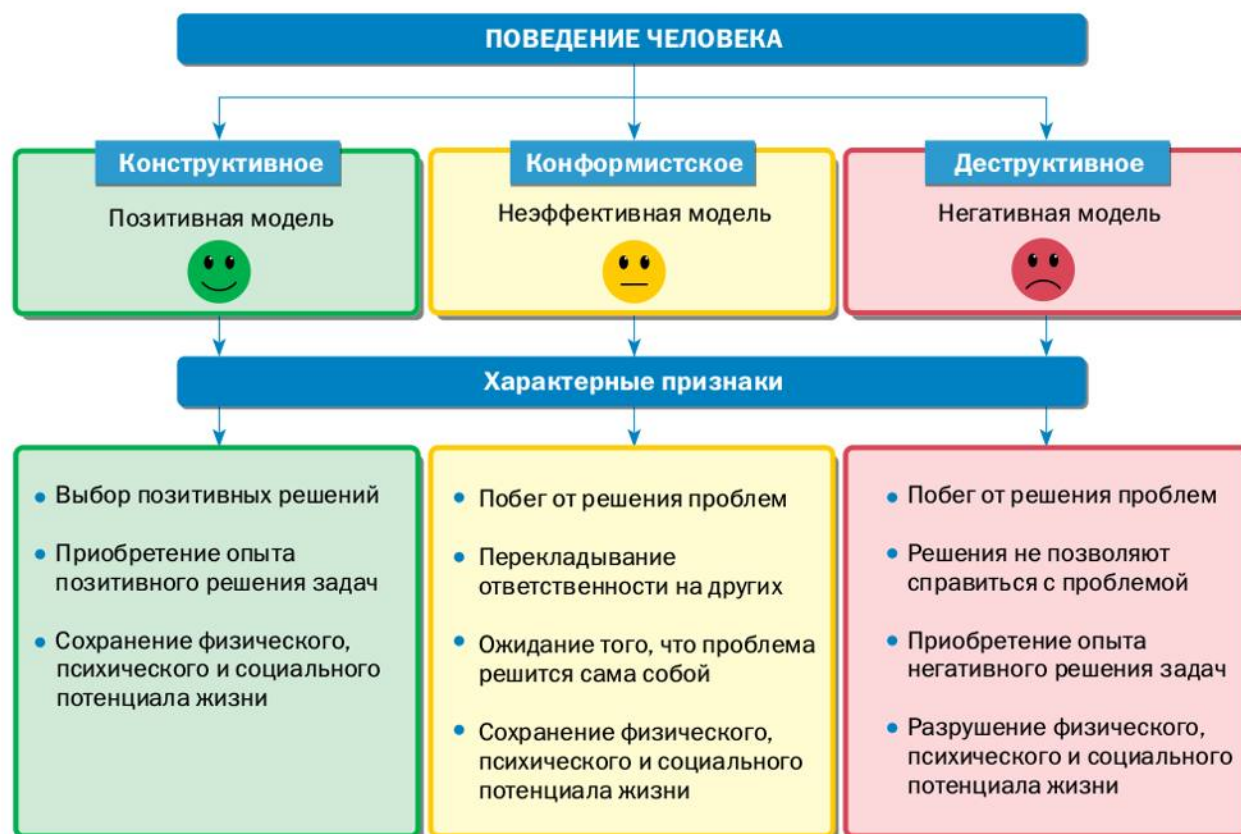 ПОВЕДЕНИЕ ЧЕЛОВЕКА
Конструктивное
Позитивная модель
Конформистское
Неэффективная модель
Деструктивное
Негативная модель
Характерные признаки
• Выбор позитивных решений
• Приобретение опыта
позитивного решения задач
• Сохранение физического,
психического и социального
потенциала жизни
• Побег от решения проблем
• Перекладывание
ответственности на других
• Ожидание того, что проблема
решится сама собой
• Сохранение физического,
психического и социального
потенциала жизни
• Побег от решения проблем
• Решения не позволяют
справиться с проблемой
• Приобретение опыта
негативного решения задач
• Разрушение физического,
психического и социального
потенциала жизни